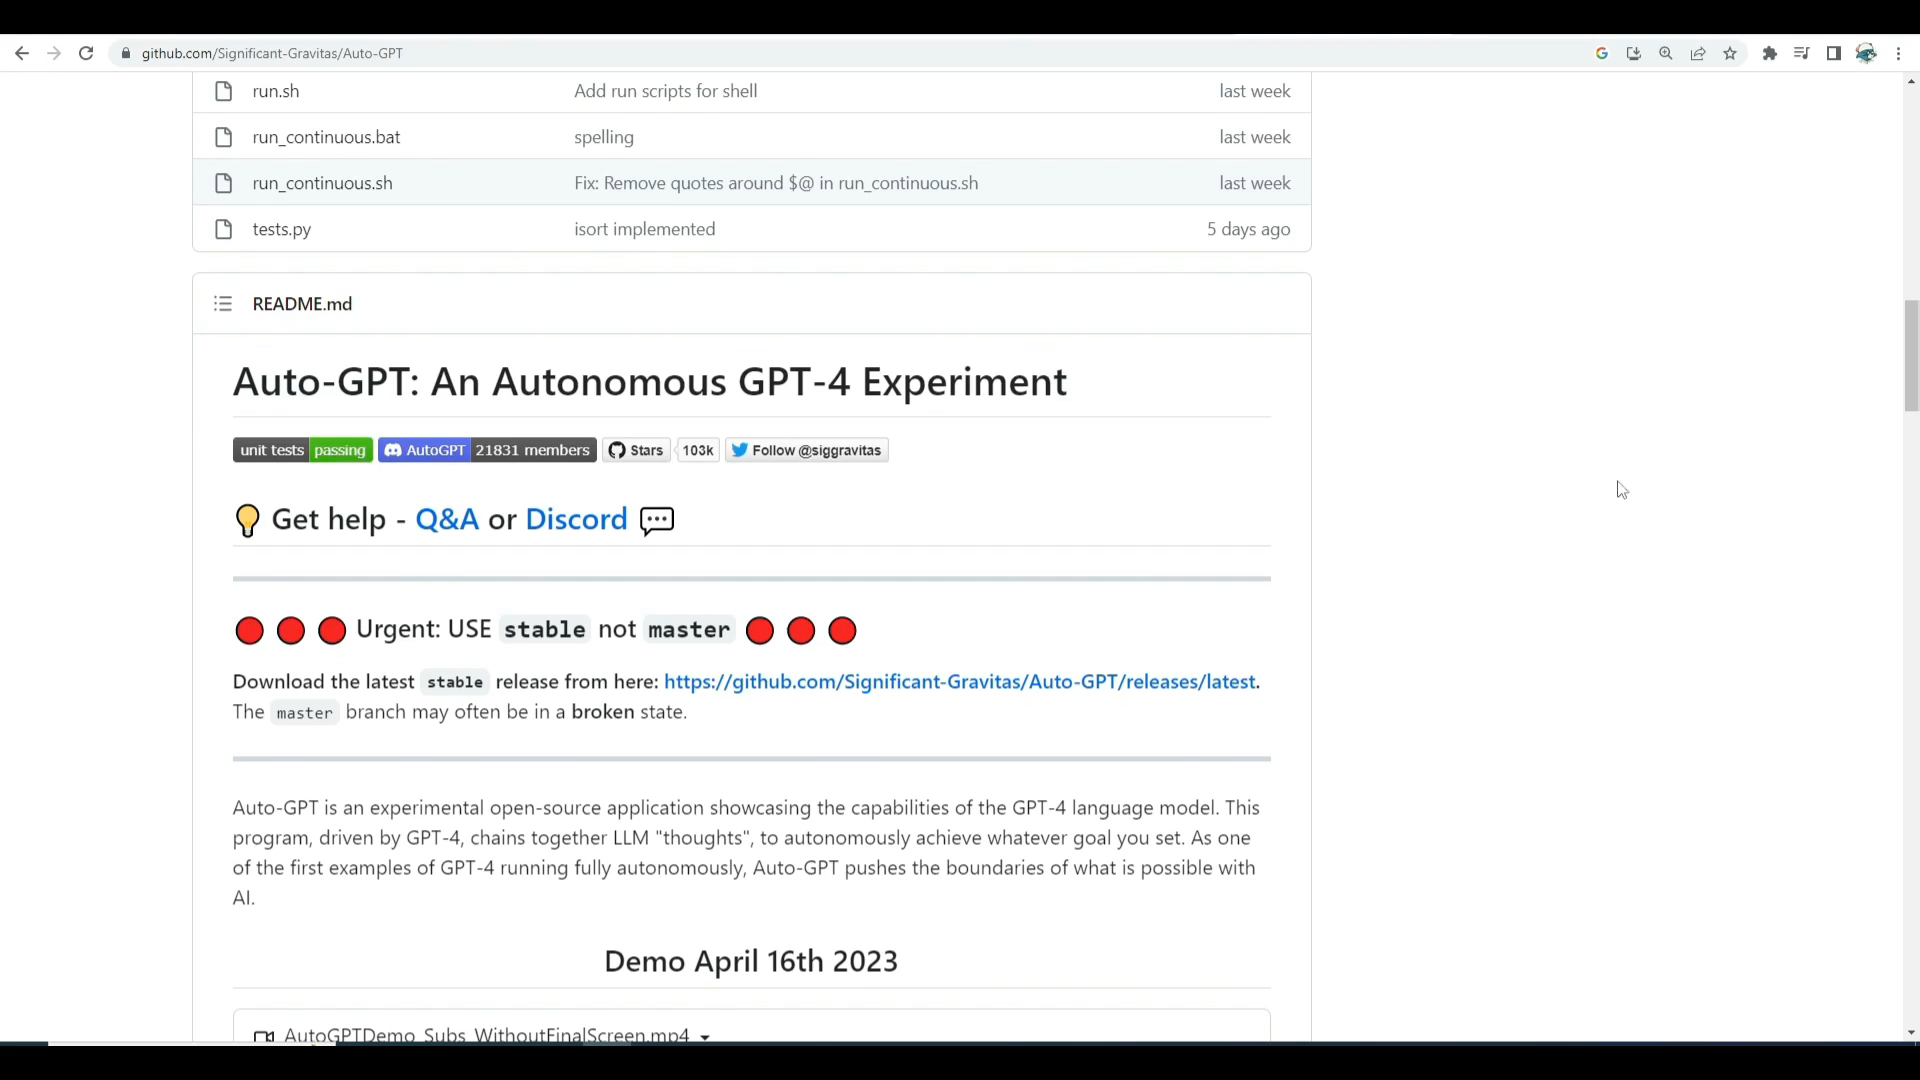 github.com/Significant-Gravitas/Auto-GPT
run.sh Add run scripts for shell last week
run_continuous.bat spelling last week
run_continuous.sh Fix: Remove quotes around $@ in run_continuous.sh last week
tests.py isort implemented 5 days ago
README.md
Auto-GPT: An Autonomous GPT-4 Experiment
unit tests passing AutoGPT 21831 members Stars 103k Follow @siggravitas
💡 Get help - Q&A or Discord 💬
🔴 🔴 🔴 Urgent: USE stable not master 🔴 🔴 🔴
Download the latest stable release from here: https://github.com/Significant-Gravitas/Auto-GPT/releases/latest.
The master branch may often be in a broken state.
Auto-GPT is an experimental open-source application showcasing the capabilities of the GPT-4 language model. This
program, driven by GPT-4, chains together LLM "thoughts", to autonomously achieve whatever goal you set. As one
of the first examples of GPT-4 running fully autonomously, Auto-GPT pushes the boundaries of what is possible with
AI.
Demo April 16th 2023
AutoGPTDemo_Subs_WithoutFinalScreen.mp4